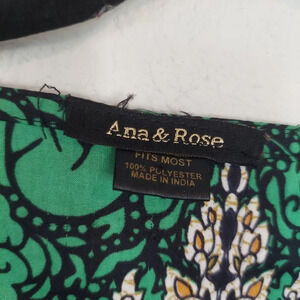 Ana & Rose
FITS MOST
100% POLYESTER
MADE IN INDIA